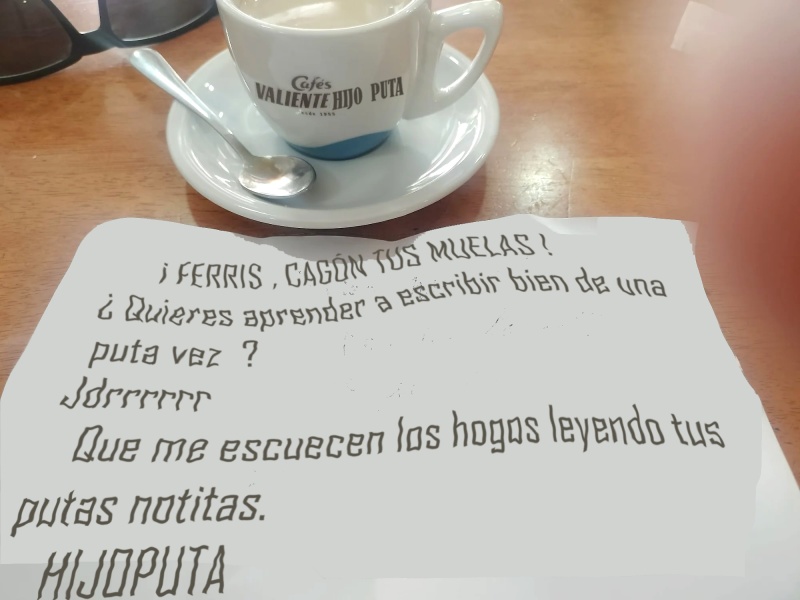 Cafés
VALIENTE HIJO PUTA
¡ FERRIS , CAGÓN TUS MUELAS !
¿ Quieres aprender a escribir bien de una
puta vez ?
Jdrrrrrr
Que me escuecen los hogos leyendo tus
putas notitas.
HIJOPUTA